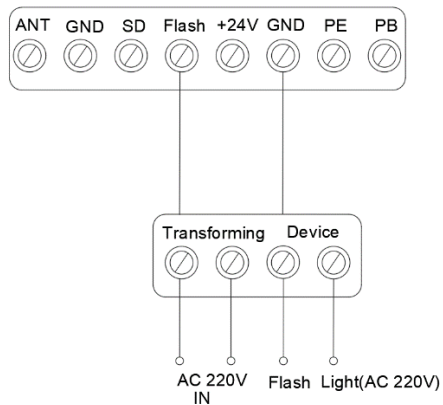 ANT GND SD Flash +24V GND PE PB
Transforming Device
AC 220V Flash Light(AC 220V)
IN